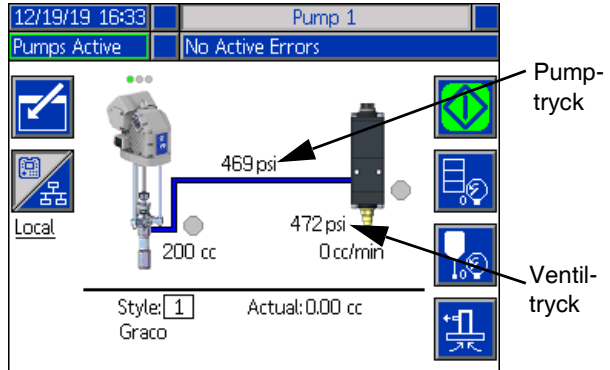 12/19/19 16:33 Pump 1
Pumps Active No Active Errors
Pump-
tryck
469 psi
Local
472 psi
200 cc 0 cc/min
Ventil-
tryck
Style: 1 Actual: 0.00 cc
Graco